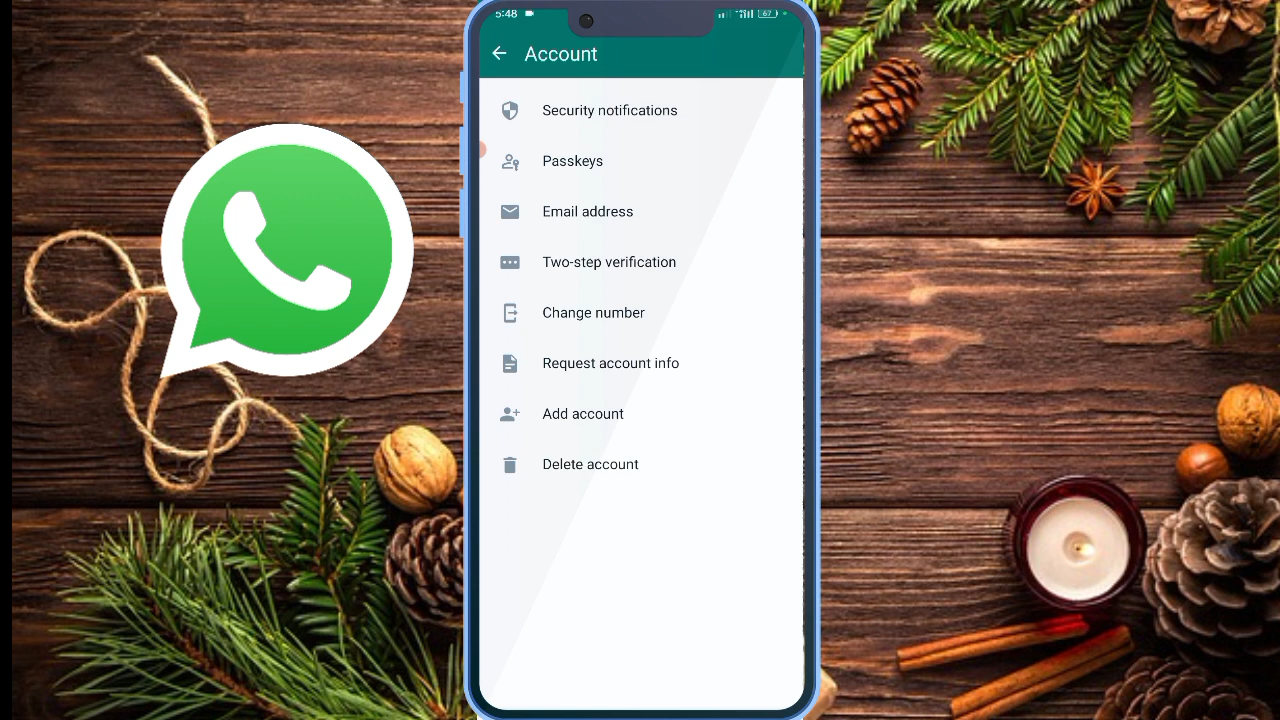 5:48
67
Account
Security notifications
Passkeys
Email address
Two-step verification
Change number
Request account info
Add account
Delete account